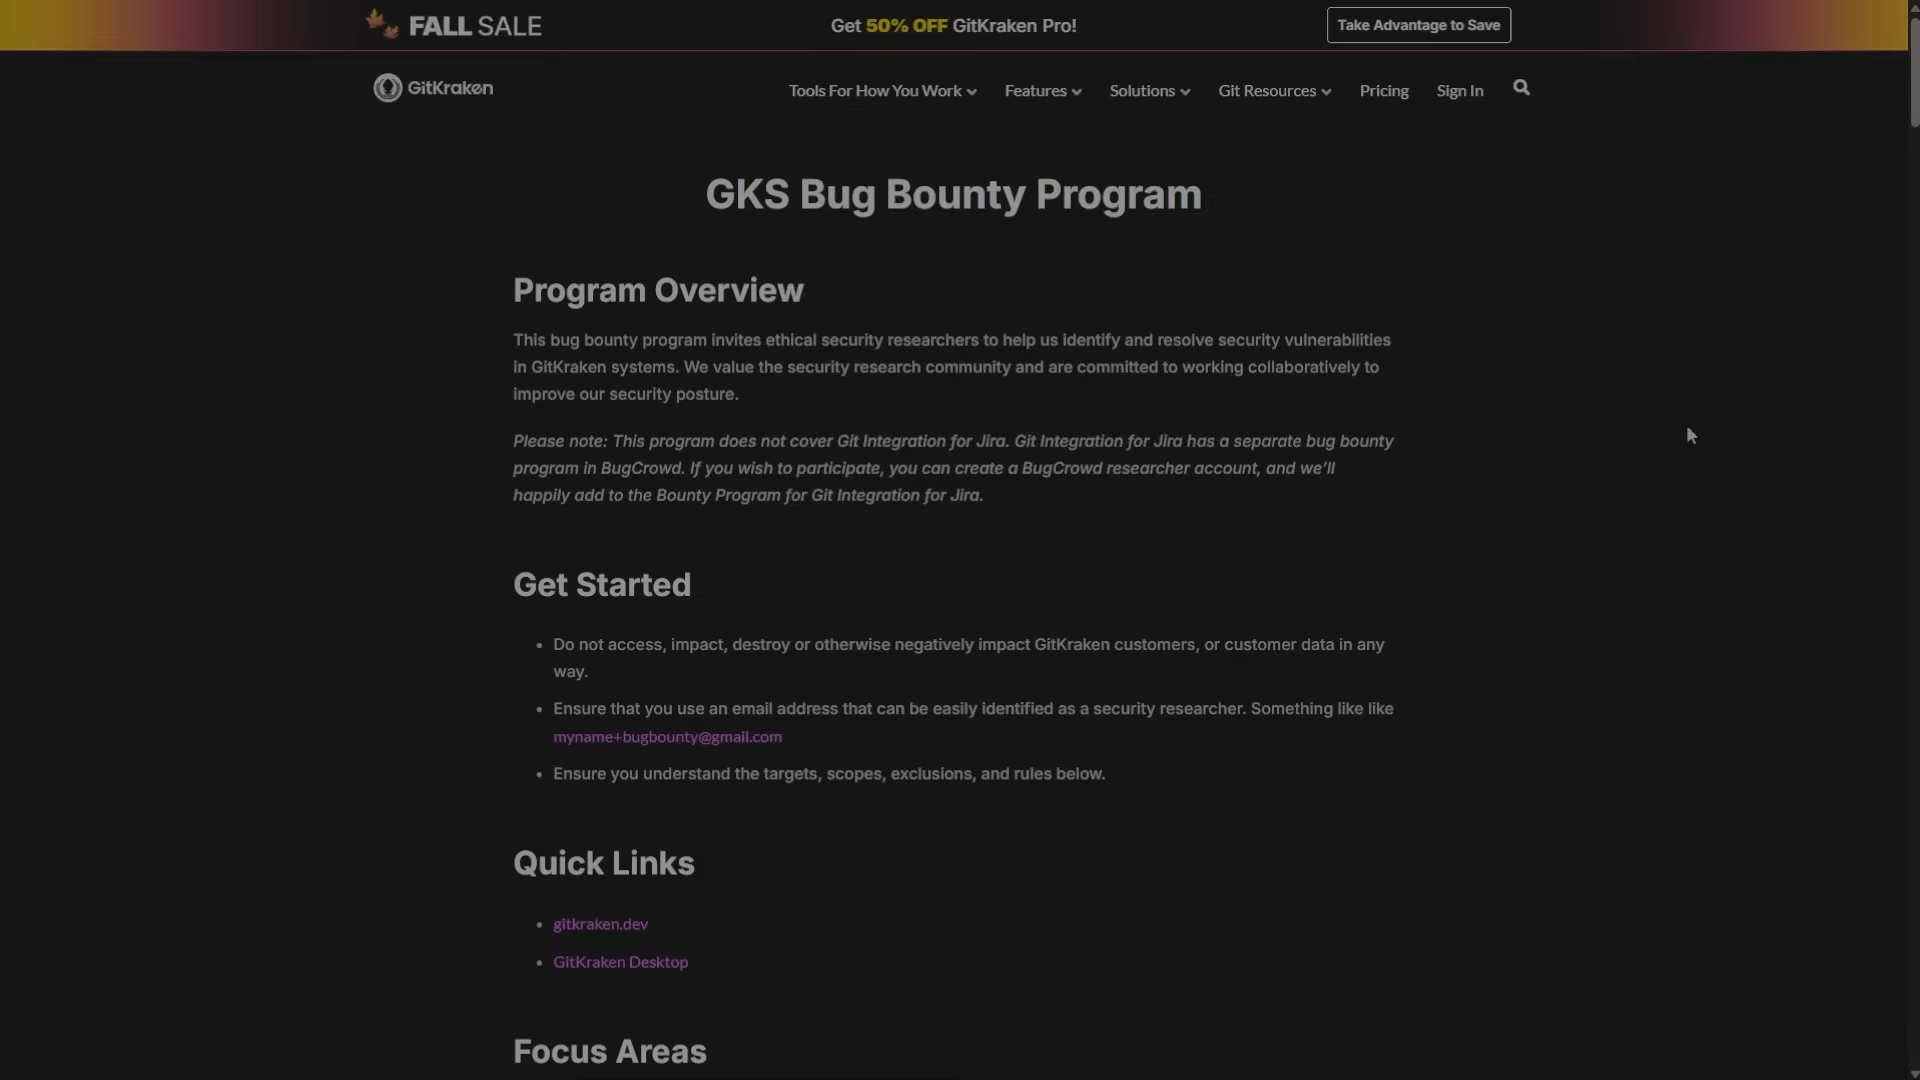 FALL SALE
Get 50% OFF GitKraken Pro!
Take Advantage to Save
GitKraken
Tools For How You Work
Features
Solutions
Git Resources
Pricing
Sign In
GKS Bug Bounty Program
Program Overview
This bug bounty program invites ethical security researchers to help us identify and resolve security vulnerabilities
in GitKraken systems. We value the security research community and are committed to working collaboratively to
improve our security posture.
Please note: This program does not cover Git Integration for Jira. Git Integration for Jira has a separate bug bounty
program in BugCrowd. If you wish to participate, you can create a BugCrowd researcher account, and we'll
happily add to the Bounty Program for Git Integration for Jira.
Get Started
• Do not access, impact, destroy or otherwise negatively impact GitKraken customers, or customer data in any
way.
• Ensure that you use an email address that can be easily identified as a security researcher. Something like like
myname+bugbounty@gmail.com
• Ensure you understand the targets, scopes, exclusions, and rules below.
Quick Links
• gitkraken.dev
• GitKraken Desktop
Focus Areas